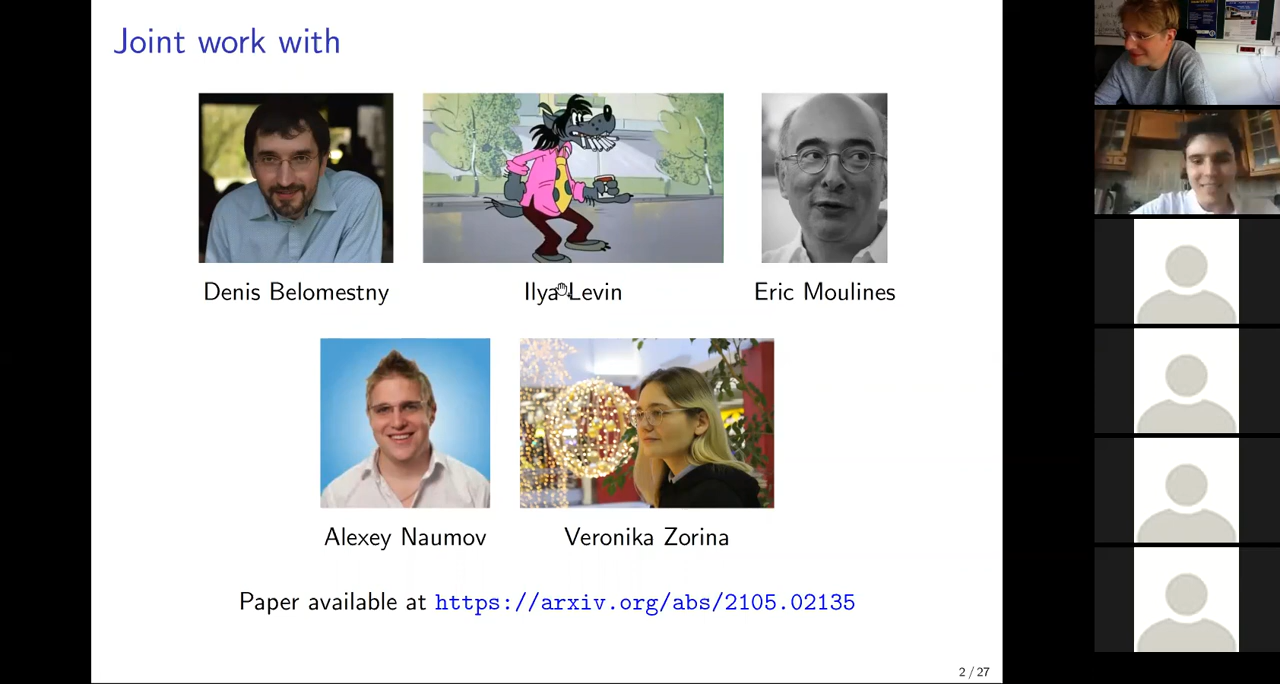 Joint work with
Denis Belomestny
Ilya Levin
Eric Moulines
Alexey Naumov
Veronika Zorina
Paper available at https://arxiv.org/abs/2105.02135
2 / 27